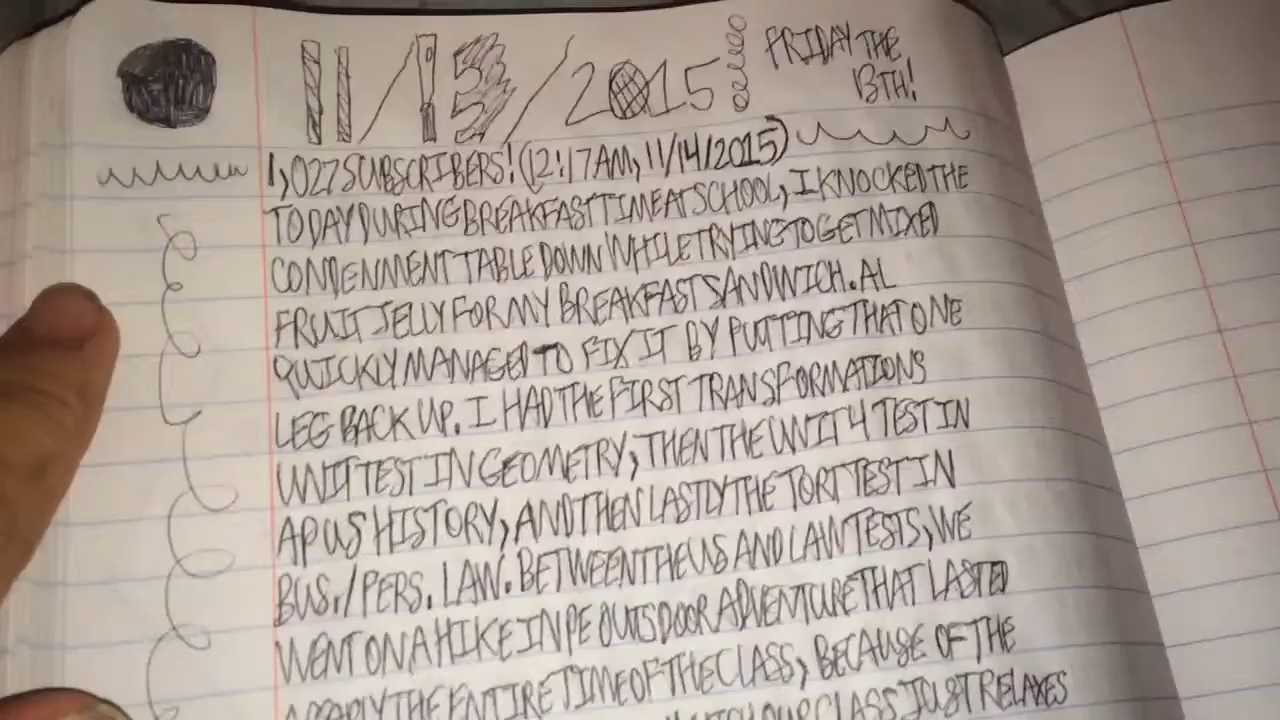 11/13/2015
FRIDAY THE
13TH!
1,027 SUBSCRIBERS! (12:17AM, 11/14/2015)
TODAY DURING BREAKFAST TIME AT SCHOOL, I KNOCKED THE
CONDENMENT TABLE DOWN WHILE TRYING TO GET MIXED
FRUIT JELLY FOR MY BREAKFAST SANDWICH. AL
QUICKLY MANAGED TO FIX IT BY PUTTING THAT ONE
LEG BACK UP. I HAD THE FIRST TRANSFORMATIONS
UNIT TEST IN GEOMETRY, THEN THE UNIT 4 TEST IN
AP US HISTORY, AND THEN LASTLY THE TORT TEST IN
BUS./PERS. LAW. BETWEEN THE US AND LAW TESTS, WE
WENT ON A HIKE IN PE OUTSDOOR ADVENTURE THAT LASTED
THE ENTIRE TIME OF THE CLASS, BECAUSE OF THE
OUR CLASS JUST RELAXES